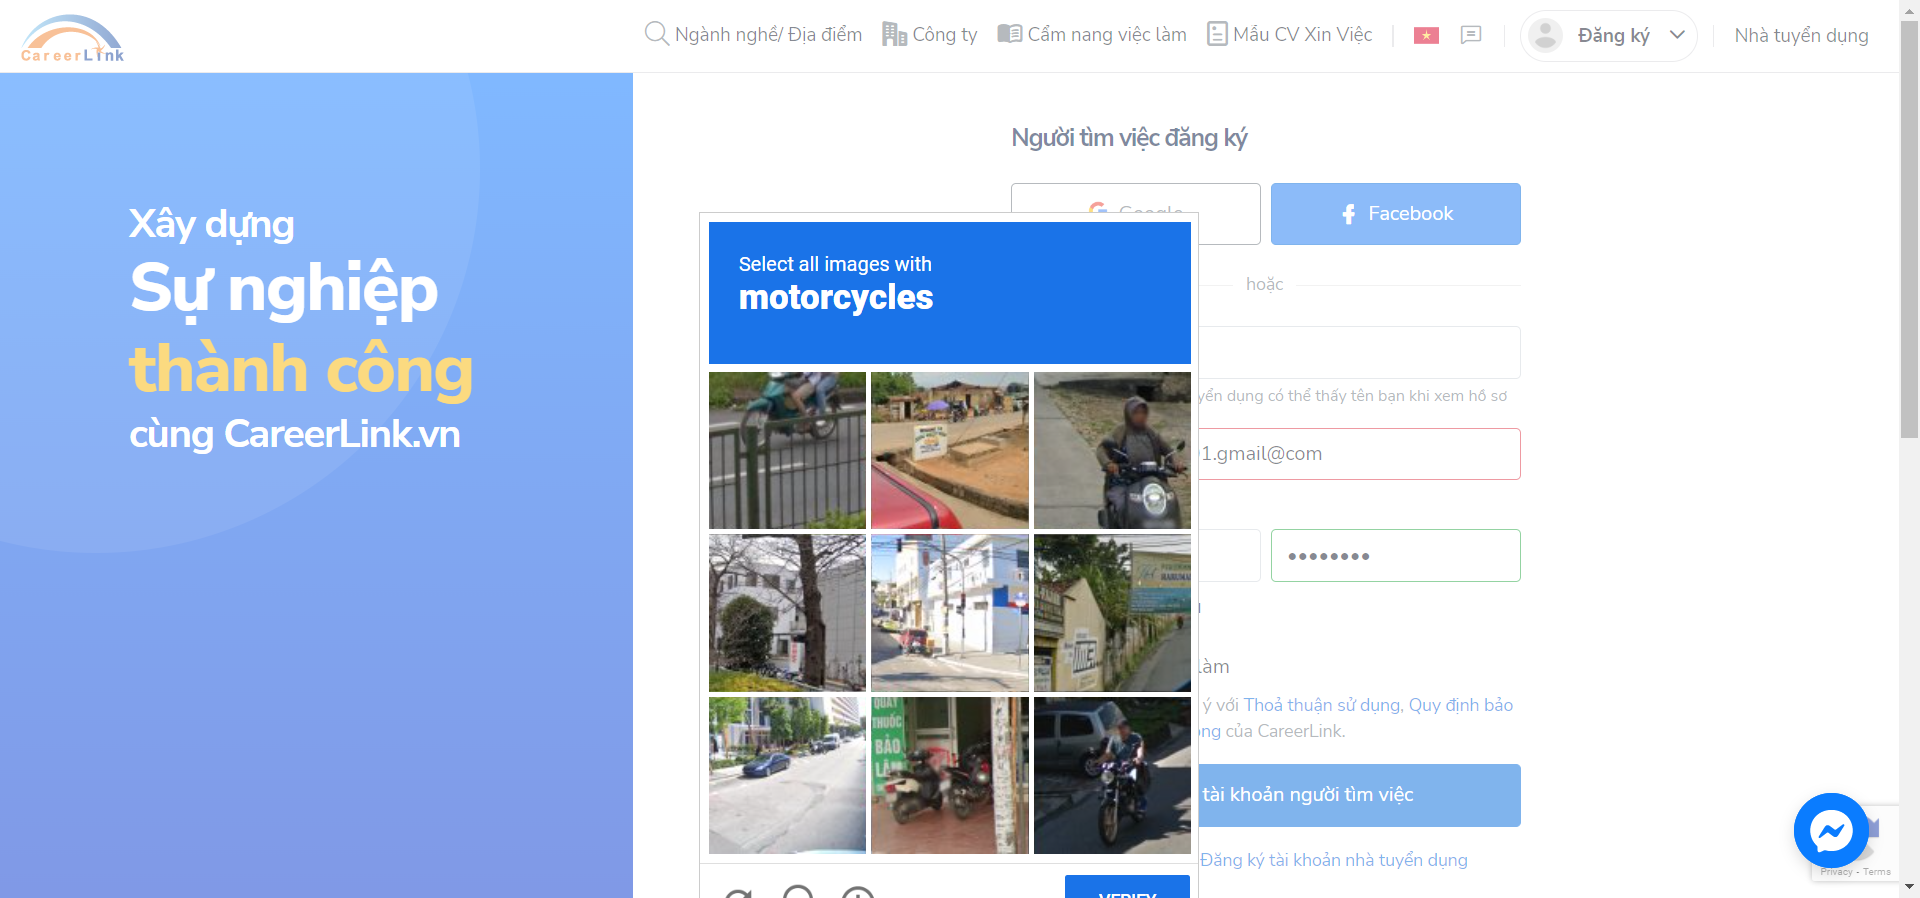 CareerLink
Ngành nghề/ Địa điểm
Công ty
Cẩm nang việc làm
Mẫu CV Xin Việc
Đăng ký
Nhà tuyển dụng
Xây dựng
Sự nghiệp
thành công
cùng CareerLink.vn
Người tìm việc đăng ký
Google
Facebook
hoặc
Select all images with
motorcycles
dụng có thể thấy tên bạn khi xem hồ sơ
1.gmail@com
••••••••
QUẦY
THUỐC
BẢO
làm
ý với Thoả thuận sử dụng, Quy định bảo
của CareerLink.
tài khoản người tìm việc
Đăng ký tài khoản nhà tuyển dụng
VERIFY
Privacy - Terms